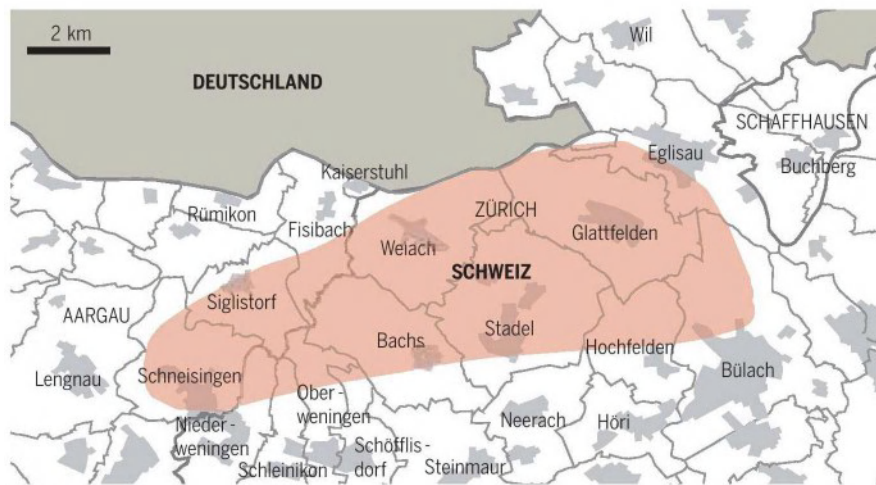 2 km
Wil
DEUTSCHLAND
SCHAFFHAUSEN
Eglisau
Buchberg
Kaiserstuhl
Rümikon
ZÜRICH
Fisibach
Glattfelden
Weiach
SCHWEIZ
Siglistorf
AARGAU
Stadel
Bachs
Hochfelden
Lengnau
Schneisingen
Bülach
Ober-
weningen
Neerach
Höri
Nieder-
weningen
Schöfflis-
dorf
Schleinikon
Steinmaur